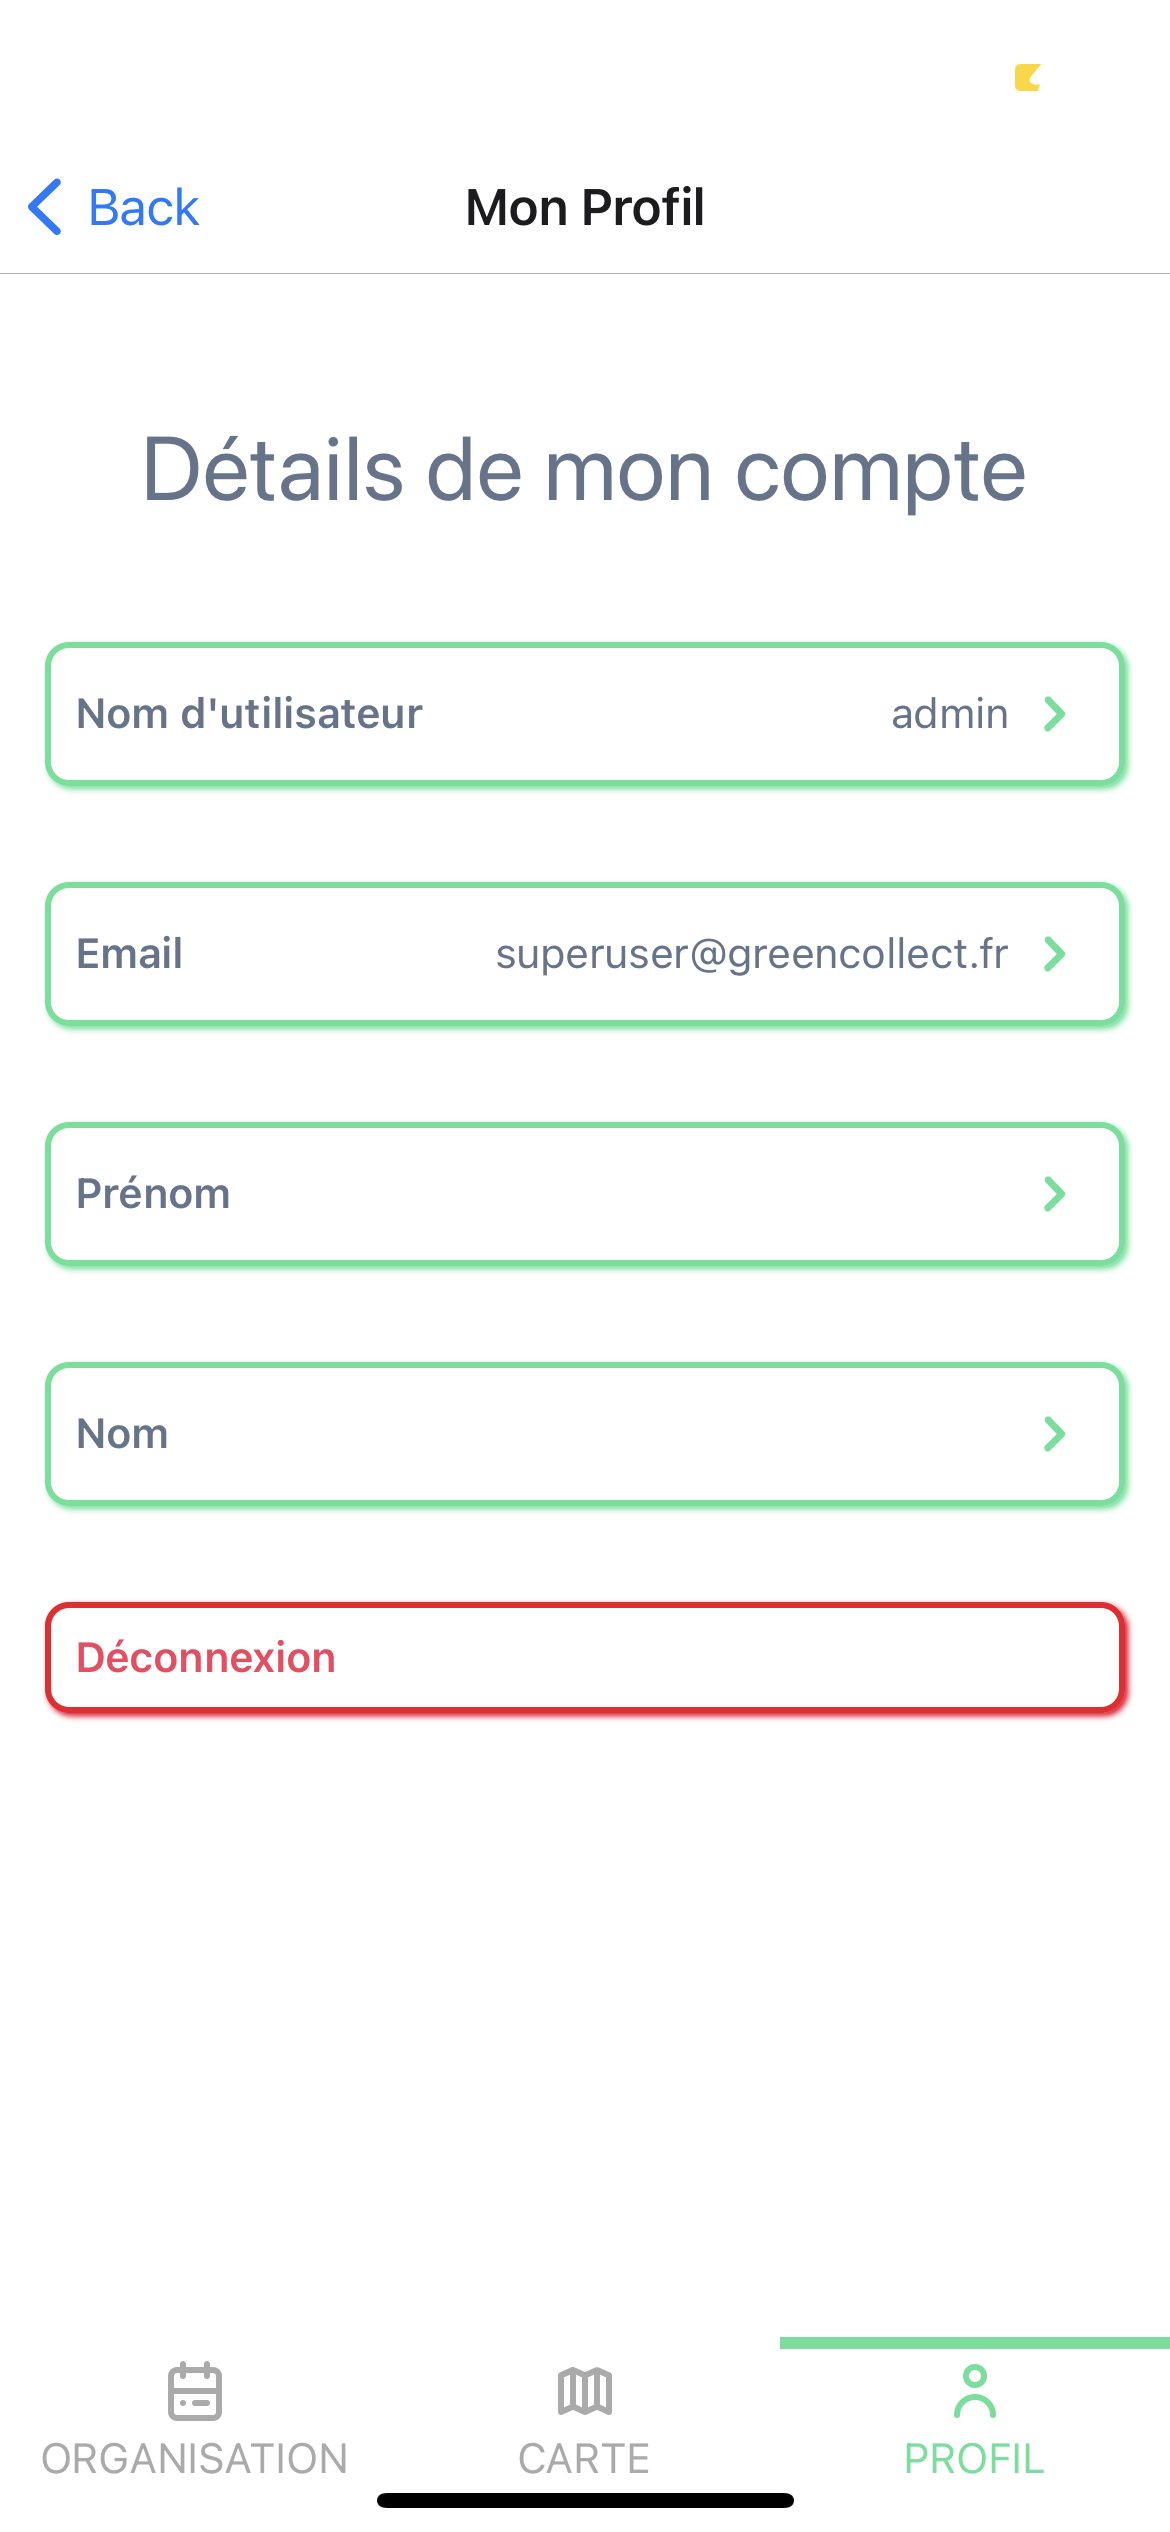 Back
Mon Profil
Détails de mon compte
Nom d'utilisateur admin
Email superuser@greencollect.fr
Prénom
Nom
Déconnexion
ORGANISATION CARTE PROFIL